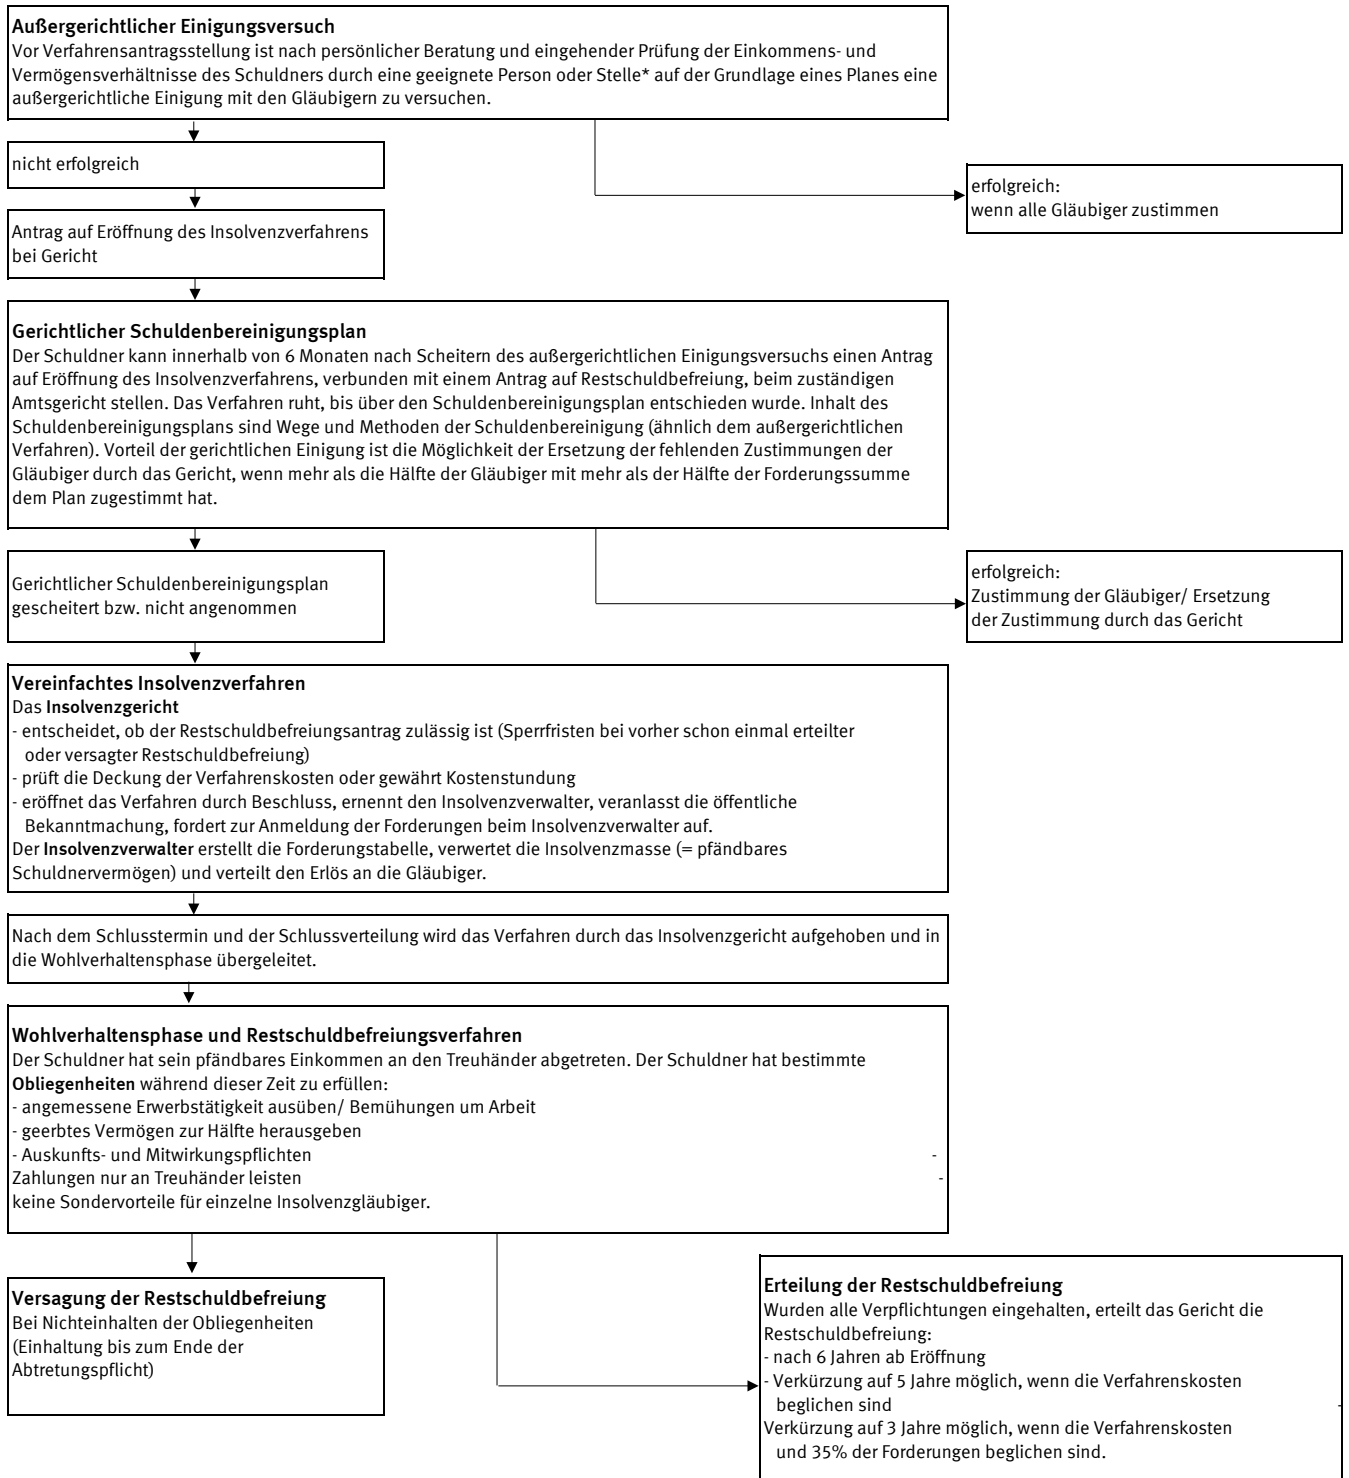 Außergerichtlicher Einigungsversuch
Vor Verfahrensantragsstellung ist nach persönlicher Beratung und eingehender Prüfung der Einkommens- und
Vermögensverhältnisse des Schuldners durch eine geeignete Person oder Stelle* auf der Grundlage eines Planes eine
außergerichtliche Einigung mit den Gläubigern zu versuchen.
nicht erfolgreich
erfolgreich:
wenn alle Gläubiger zustimmen
Antrag auf Eröffnung des Insolvenzverfahrens
bei Gericht
Gerichtlicher Schuldenbereinigungsplan
Der Schuldner kann innerhalb von 6 Monaten nach Scheitern des außergerichtlichen Einigungsversuchs einen Antrag
auf Eröffnung des Insolvenzverfahrens, verbunden mit einem Antrag auf Restschuldbefreiung, beim zuständigen
Amtsgericht stellen. Das Verfahren ruht, bis über den Schuldenbereinigungsplan entschieden wurde. Inhalt des
Schuldenbereinigungsplans sind Wege und Methoden der Schuldenbereinigung (ähnlich dem außergerichtlichen
Verfahren). Vorteil der gerichtlichen Einigung ist die Möglichkeit der Ersetzung der fehlenden Zustimmungen der
Gläubiger durch das Gericht, wenn mehr als die Hälfte der Gläubiger mit mehr als der Hälfte der Forderungssumme
dem Plan zugestimmt hat.
Gerichtlicher Schuldenbereinigungsplan
gescheitert bzw. nicht angenommen
erfolgreich:
Zustimmung der Gläubiger/ Ersetzung
der Zustimmung durch das Gericht
Vereinfachtes Insolvenzverfahren
Das Insolvenzgericht
- entscheidet, ob der Restschuldbefreiungsantrag zulässig ist (Sperrfristen bei vorher schon einmal erteilter
oder versagter Restschuldbefreiung)
- prüft die Deckung der Verfahrenskosten oder gewährt Kostenstundung
- eröffnet das Verfahren durch Beschluss, ernennt den Insolvenzverwalter, veranlasst die öffentliche
Bekanntmachung, fordert zur Anmeldung der Forderungen beim Insolvenzverwalter auf.
Der Insolvenzverwalter erstellt die Forderungstabelle, verwertet die Insolvenzmasse (= pfändbares
Schuldnervermögen) und verteilt den Erlös an die Gläubiger.
Nach dem Schlusstermin und der Schlussverteilung wird das Verfahren durch das Insolvenzgericht aufgehoben und in
die Wohlverhaltensphase übergeleitet.
Wohlverhaltensphase und Restschuldbefreiungsverfahren
Der Schuldner hat sein pfändbares Einkommen an den Treuhänder abgetreten. Der Schuldner hat bestimmte
Obliegenheiten während dieser Zeit zu erfüllen:
- angemessene Erwerbstätigkeit ausüben/ Bemühungen um Arbeit
- geerbtes Vermögen zur Hälfte herausgeben
- Auskunfts- und Mitwirkungspflichten -
Zahlungen nur an Treuhänder leisten -
keine Sondervorteile für einzelne Insolvenzgläubiger.
Versagung der Restschuldbefreiung
Bei Nichteinhalten der Obliegenheiten
(Einhaltung bis zum Ende der
Abtretungspflicht)
Erteilung der Restschuldbefreiung
Wurden alle Verpflichtungen eingehalten, erteilt das Gericht die
Restschuldbefreiung:
- nach 6 Jahren ab Eröffnung
- Verkürzung auf 5 Jahre möglich, wenn die Verfahrenskosten
beglichen sind -
Verkürzung auf 3 Jahre möglich, wenn die Verfahrenskosten
und 35% der Forderungen beglichen sind.